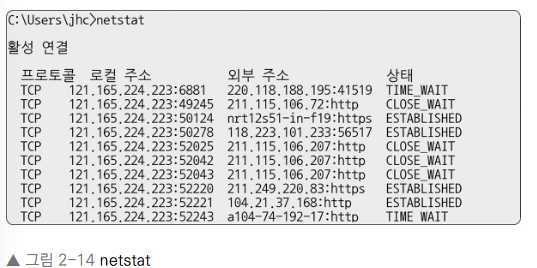 C:\Users\jhc>netstat
활성 연결
프로토콜 로컬 주소 외부 주소 상태
TCP 121.165.224.223:6881 220.118.188.195:41519 TIME_WAIT
TCP 121.165.224.223:49245 211.115.106.72:http CLOSE_WAIT
TCP 121.165.224.223:50124 nrt12s51-in-f19:https ESTABLISHED
TCP 121.165.224.223:50278 118.223.101.233:56517 ESTABLISHED
TCP 121.165.224.223:52025 211.115.106.207:http CLOSE_WAIT
TCP 121.165.224.223:52042 211.115.106.207:http CLOSE_WAIT
TCP 121.165.224.223:52043 211.115.106.207:http CLOSE_WAIT
TCP 121.165.224.223:52220 211.249.220.83:https ESTABLISHED
TCP 121.165.224.223:52221 104.21.37.168:http ESTABLISHED
TCP 121.165.224.223:52243 a104-74-192-17:http TIME_WAIT
▲ 그림 2-14 netstat